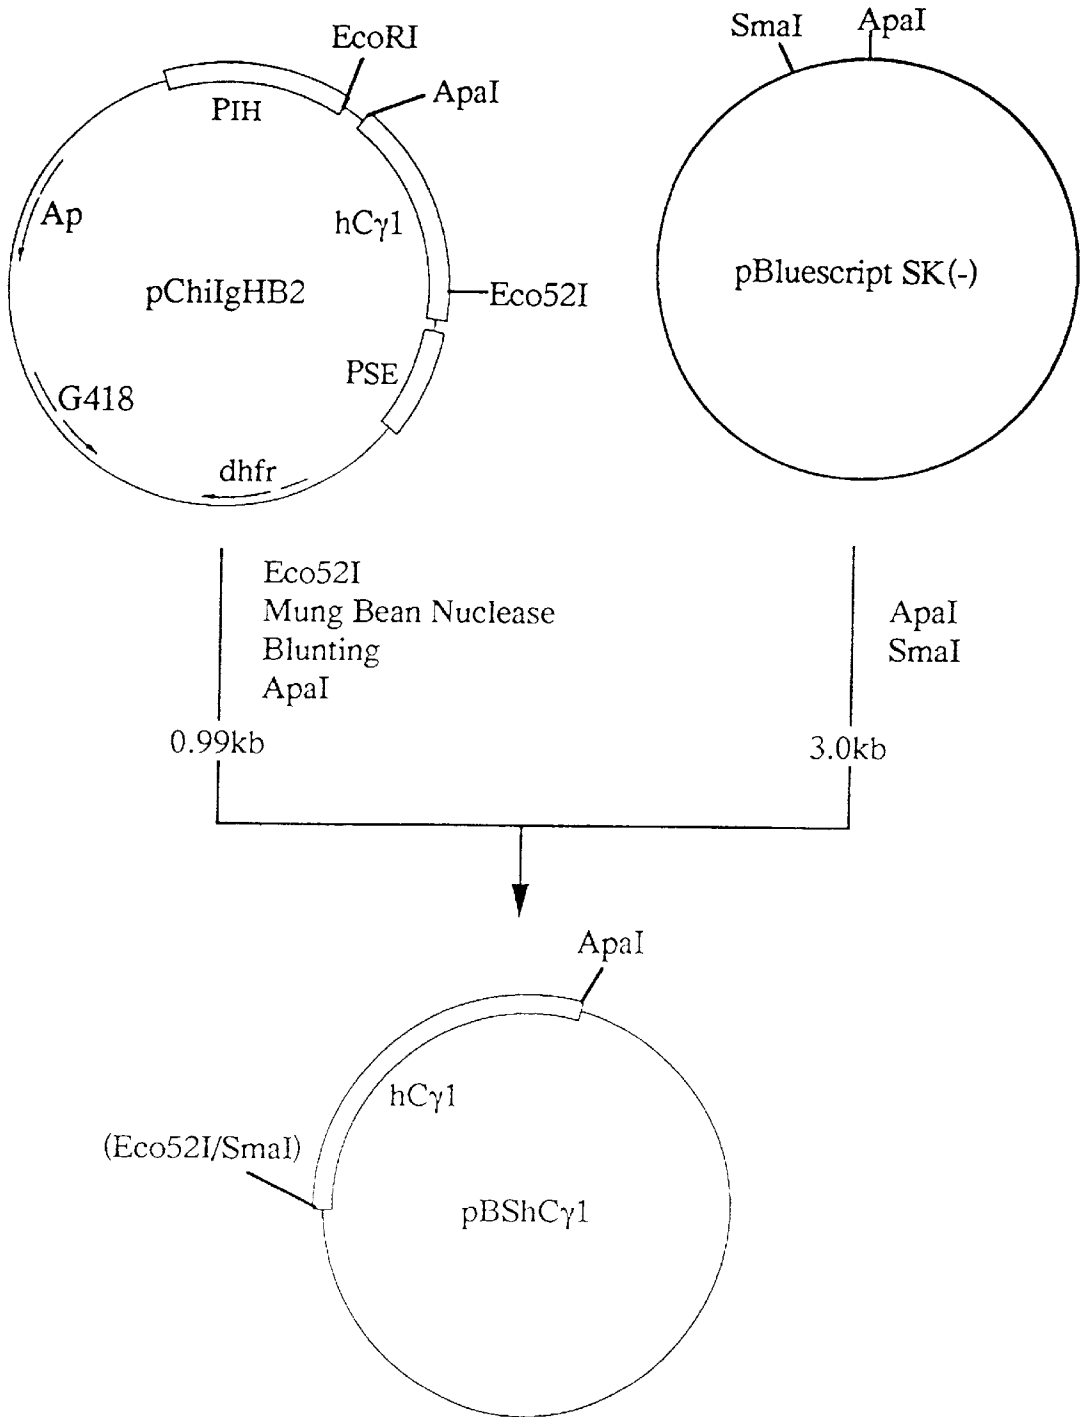 EcoRI
ApaI
PIH
hCγ1
Ap
pChiIgHB2
Eco52I
PSE
G418
dhfr
SmaI
ApaI
pBluescript SK(-)
Eco52I
Mung Bean Nuclease
Blunting
ApaI
0.99kb
ApaI
SmaI
3.0kb
ApaI
hCγ1
(Eco52I/SmaI)
pBShCγ1